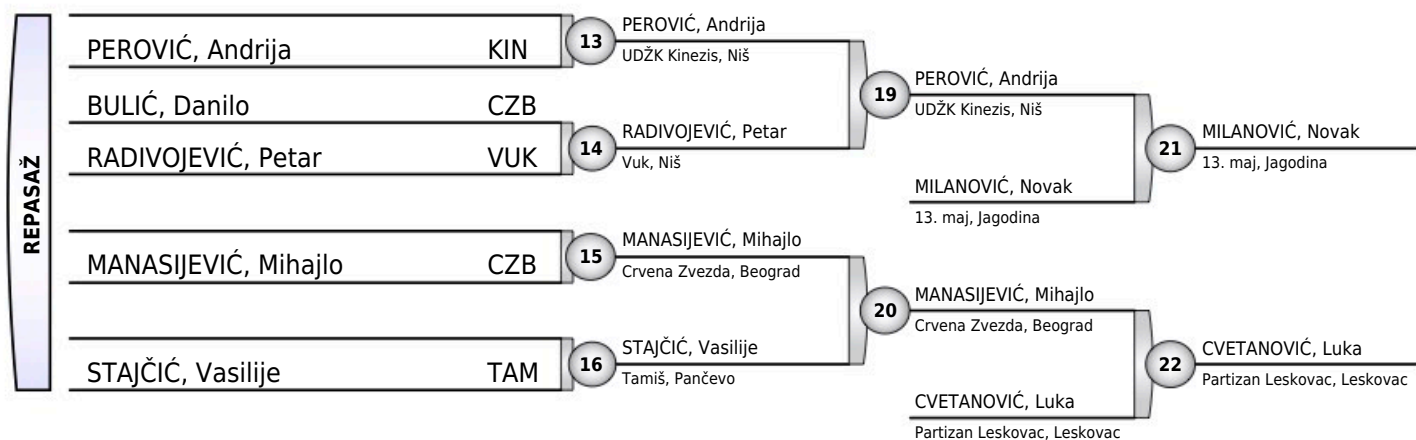 REPASAŽ
PEROVIĆ, Andrija KIN
BULIĆ, Danilo CZB
RADIVOJEVIĆ, Petar VUK
MANASIJEVIĆ, Mihajlo CZB
STAJČIĆ, Vasilije TAM
13
PEROVIĆ, Andrija
UDŽK Kinezis, Niš
14
RADIVOJEVIĆ, Petar
Vuk, Niš
15
MANASIJEVIĆ, Mihajlo
Crvena Zvezda, Beograd
16
STAJČIĆ, Vasilije
Tamiš, Pančevo
19
PEROVIĆ, Andrija
UDŽK Kinezis, Niš
MILANOVIĆ, Novak
13. maj, Jagodina
20
MANASIJEVIĆ, Mihajlo
Crvena Zvezda, Beograd
CVETANOVIĆ, Luka
Partizan Leskovac, Leskovac
21
MILANOVIĆ, Novak
13. maj, Jagodina
22
CVETANOVIĆ, Luka
Partizan Leskovac, Leskovac